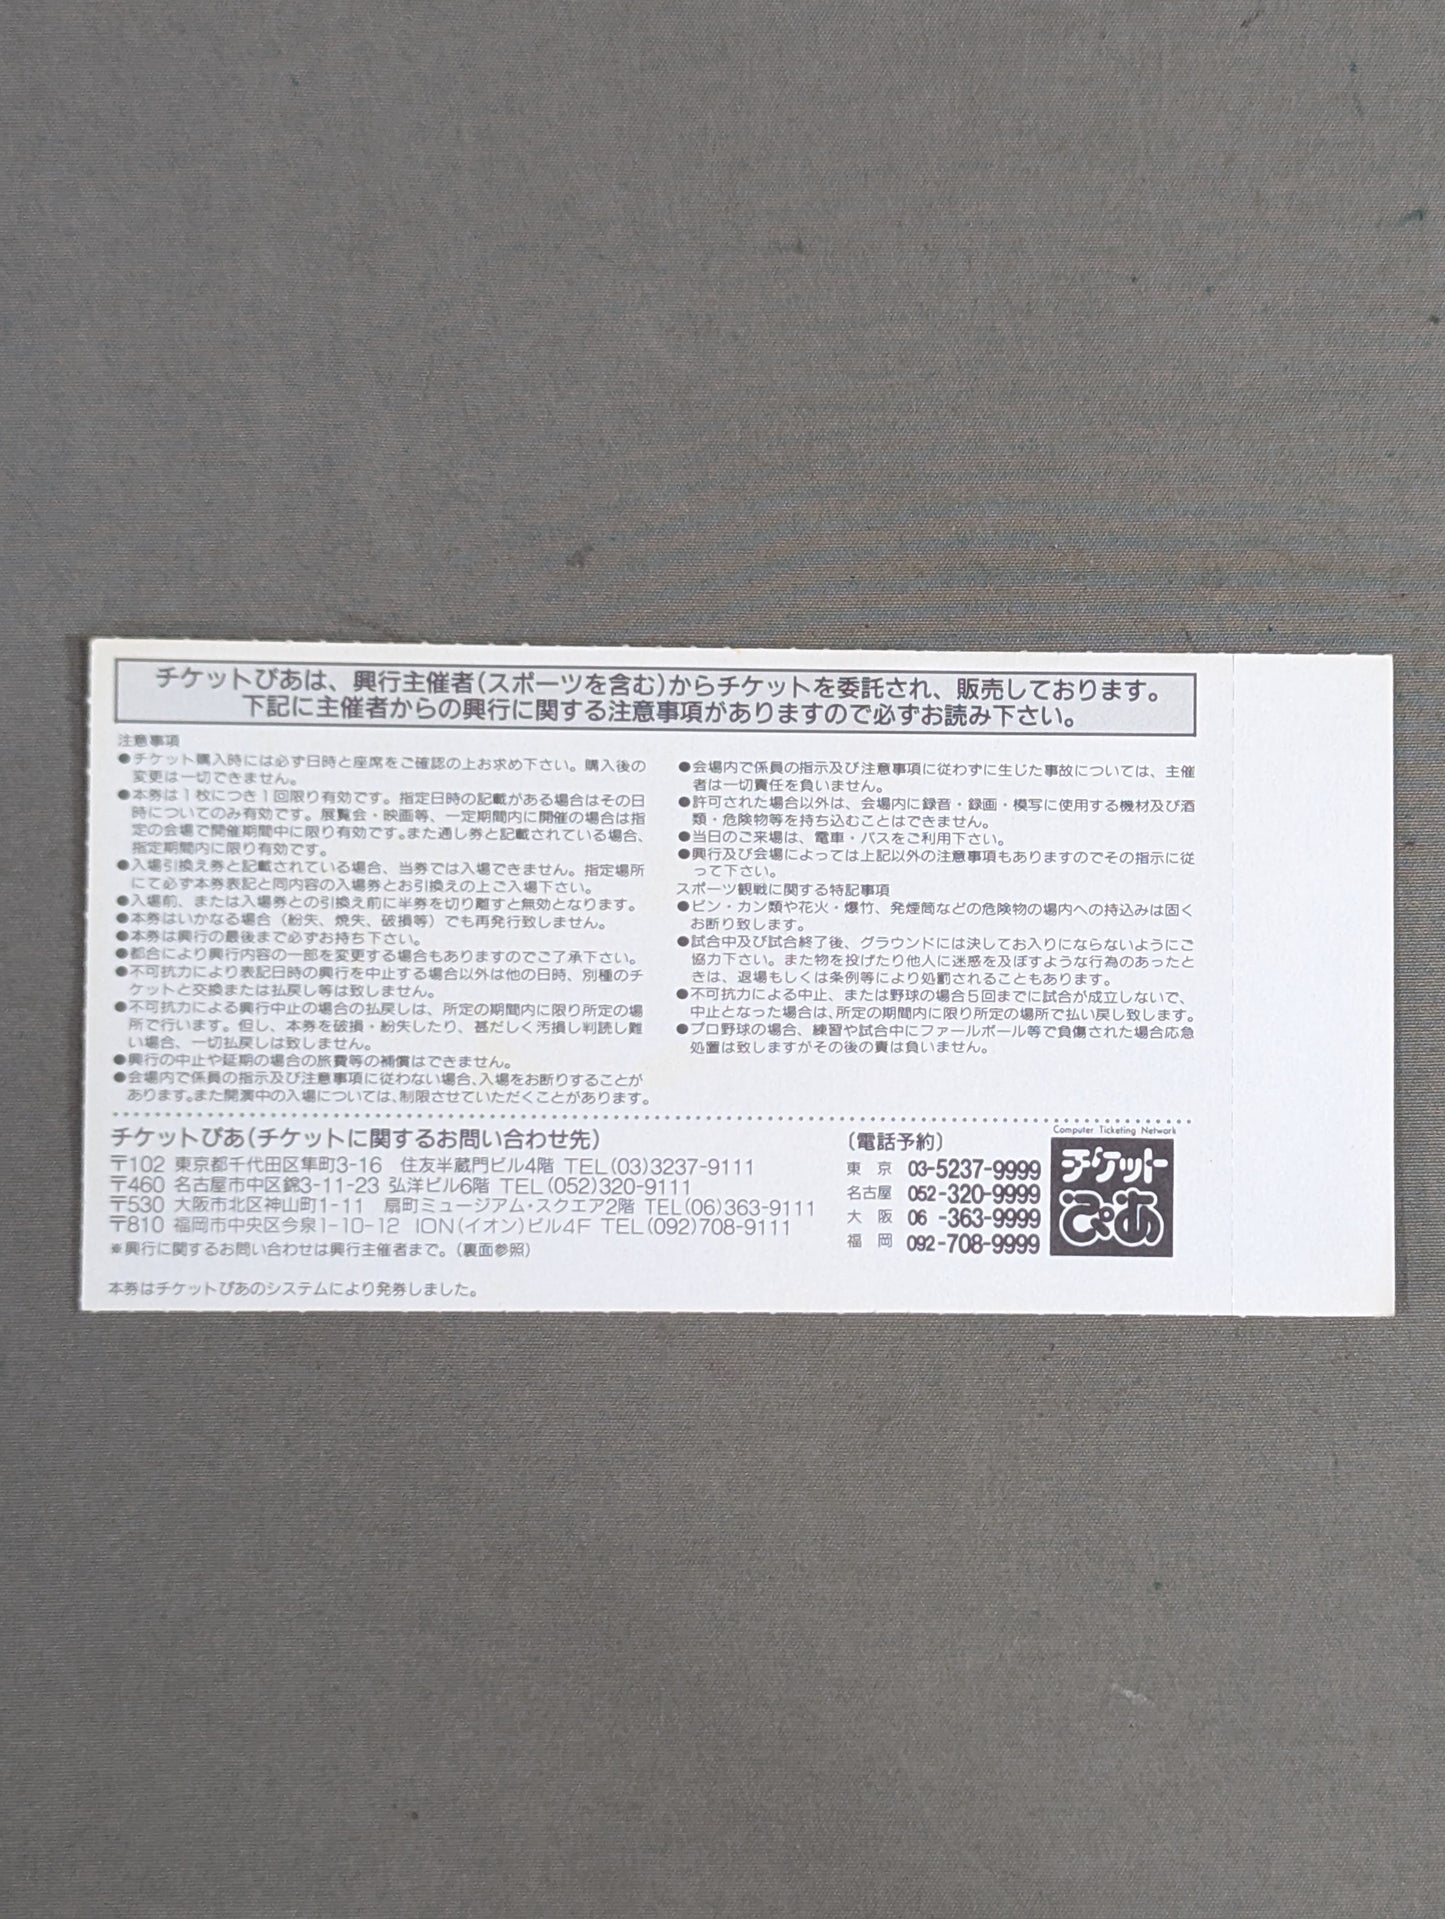 チケットぴあは、興行主催者(スポーツを含む)からチケットを委託され、販売しております。
下記に主催者からの興行に関する注意事項がありますので必ずお読み下さい。
注意事項
●チケット購入時には必ず日時と座席をご確認の上お求め下さい。購入後の
変更は一切できません。
●本券は1枚につき1回限り有効です。指定日時の記載がある場合はその日
時についてのみ有効です。展覧会・映画等、一定期間内に開催の場合は指
定の会場で開催期間中に限り有効です。また通し券と記載されている場合、
指定期間内に限り有効です。
●入場引換え券と記載されている場合、当券では入場できません。指定場所
にて必ず本券表記と同内容の入場券とお引換えの上ご入場下さい。
●入場前、または入場券との引換え前に半券を切り離すと無効となります。
●本券はいかなる場合(紛失、焼失、破損等)でも再発行致しません。
●本券は興行の最後まで必ずお持ち下さい。
●都合により興行内容の一部を変更する場合もありますのでご了承下さい。
●不可抗力により表記日時の興行を中止する場合以外は他の日時、別種のチ
ケットと交換または払戻し等は致しません。
●不可抗力による興行中止の場合の払戻しは、所定の期間内に限り所定の場
所で行います。但し、本券を破損・紛失したり、甚だしく汚損し判読し難
い場合、一切払戻しは致しません。
●興行の中止や延期の場合の旅費等の補償はできません。
●会場内で係員の指示及び注意事項に従わない場合、入場をお断りすることが
あります。また開演中の入場については、制限させていただくことがあります。
●会場内で係員の指示及び注意事項に従わずに生じた事故については、主催
者は一切責任を負いません。
●許可された場合以外は、会場内に録音・録画・模写に使用する機材及び酒
類・危険物等を持ち込むことはできません。
●当日のご来場は、電車・バスをご利用下さい。
●興行及び会場によっては上記以外の注意事項もありますのでその指示に従
って下さい。
スポーツ観戦に関する特記事項
●ビン・カン類や花火・爆竹、発煙筒などの危険物の場内への持込みは固く
お断り致します。
●試合中及び試合終了後、グラウンドには決してお入りにならないようにご
協力下さい。また物を投げたり他人に迷惑を及ぼすような行為のあったと
きは、退場もしくは条例等により処罰されることもあります。
●不可抗力による中止、または野球の場合5回までに試合が成立しないで、
中止となった場合は、所定の期間内に限り所定の場所で払い戻し致します。
●プロ野球の場合、練習や試合中にファールボール等で負傷された場合応急
処置は致しますがその後の責は負いません。
チケットぴあ(チケットに関するお問い合わせ先)
〒102 東京都千代田区隼町3-16 住友半蔵門ビル4階 TEL(03)3237-9111
〒460 名古屋市中区錦3-11-23 弘洋ビル6階 TEL(052)320-9111
〒530 大阪市北区神山町1-11 扇町ミュージアム・スクエア2階 TEL(06)363-9111
〒810 福岡市中央区今泉1-10-12 ION(イオン)ビル4F TEL(092)708-9111
※興行に関するお問い合わせは興行主催者まで。(裏面参照)
(電話予約)
東 京 03-5237-9999
名古屋 052-320-9999
大 阪 06-363-9999
福 岡 092-708-9999
Computer Ticketing Network
チケット
ぴあ
本券はチケットぴあのシステムにより発券しました。